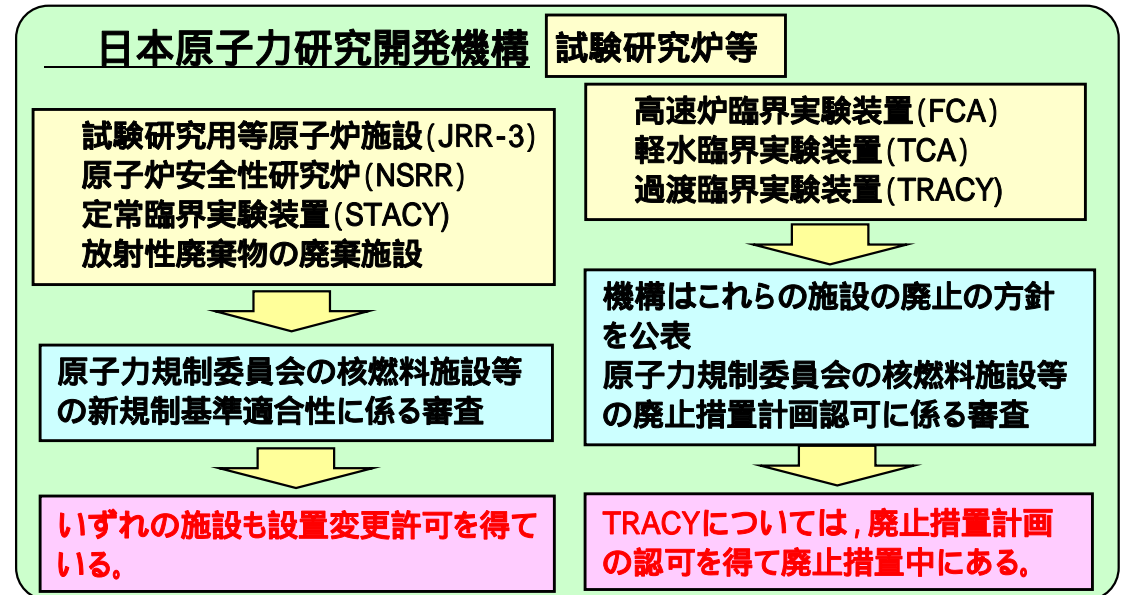 日本原子力研究開発機構
試験研究炉等
試験研究用等原子炉施設(JRR-3)
原子炉安全性研究炉(NSRR)
定常臨界実験装置(STACY)
放射性廃棄物の廃棄施設
原子力規制委員会の核燃料施設等
の新規制基準適合性に係る審査
いずれの施設も設置変更許可を得て
いる。
高速炉臨界実験装置(FCA)
軽水臨界実験装置(TCA)
過渡臨界実験装置(TRACY)
機構はこれらの施設の廃止の方針
を公表
原子力規制委員会の核燃料施設等
の廃止措置計画認可に係る審査
TRACYについては,廃止措置計画
の認可を得て廃止措置中にある。